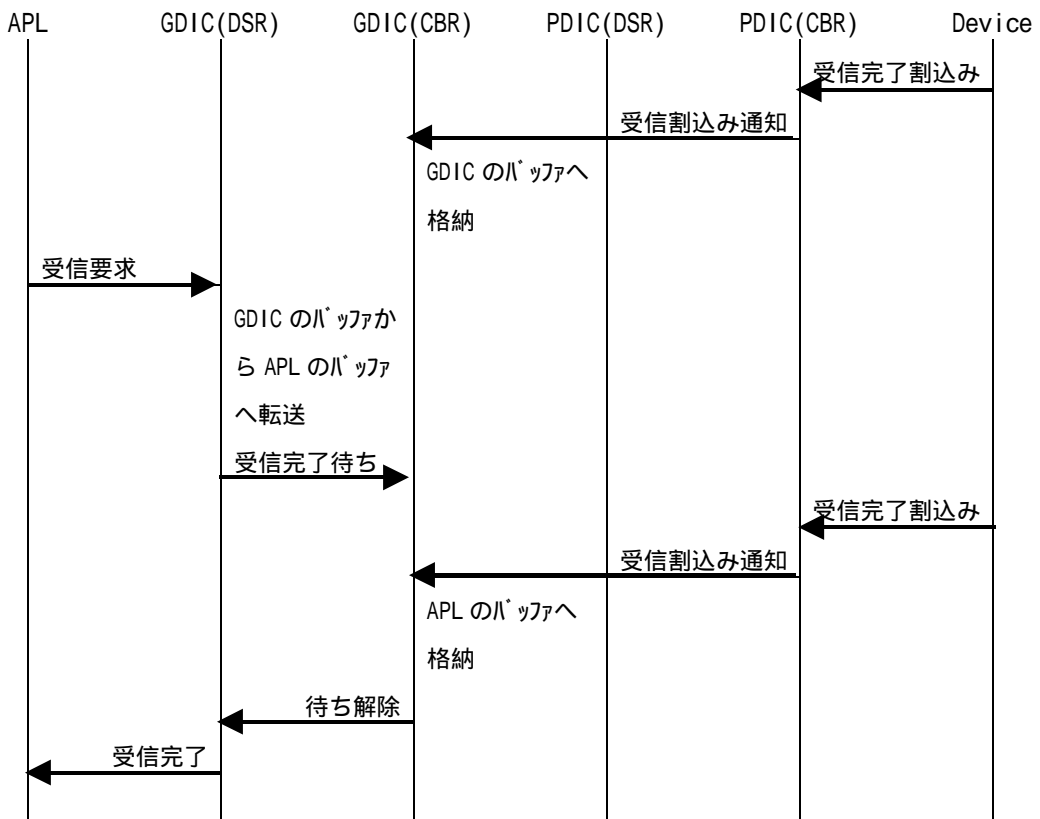 APL GDIC(DSR) GDIC(CBR) PDIC(DSR) PDIC(CBR) Device
受信完了割込み
受信割込み通知
GDIC のﾊﾞｯﾌｧへ
格納
受信要求
GDIC のﾊﾞｯﾌｧか
ら APL のﾊﾞｯﾌｧ
へ転送
受信完了待ち
受信完了割込み
受信割込み通知
APL のﾊﾞｯﾌｧへ
格納
待ち解除
受信完了